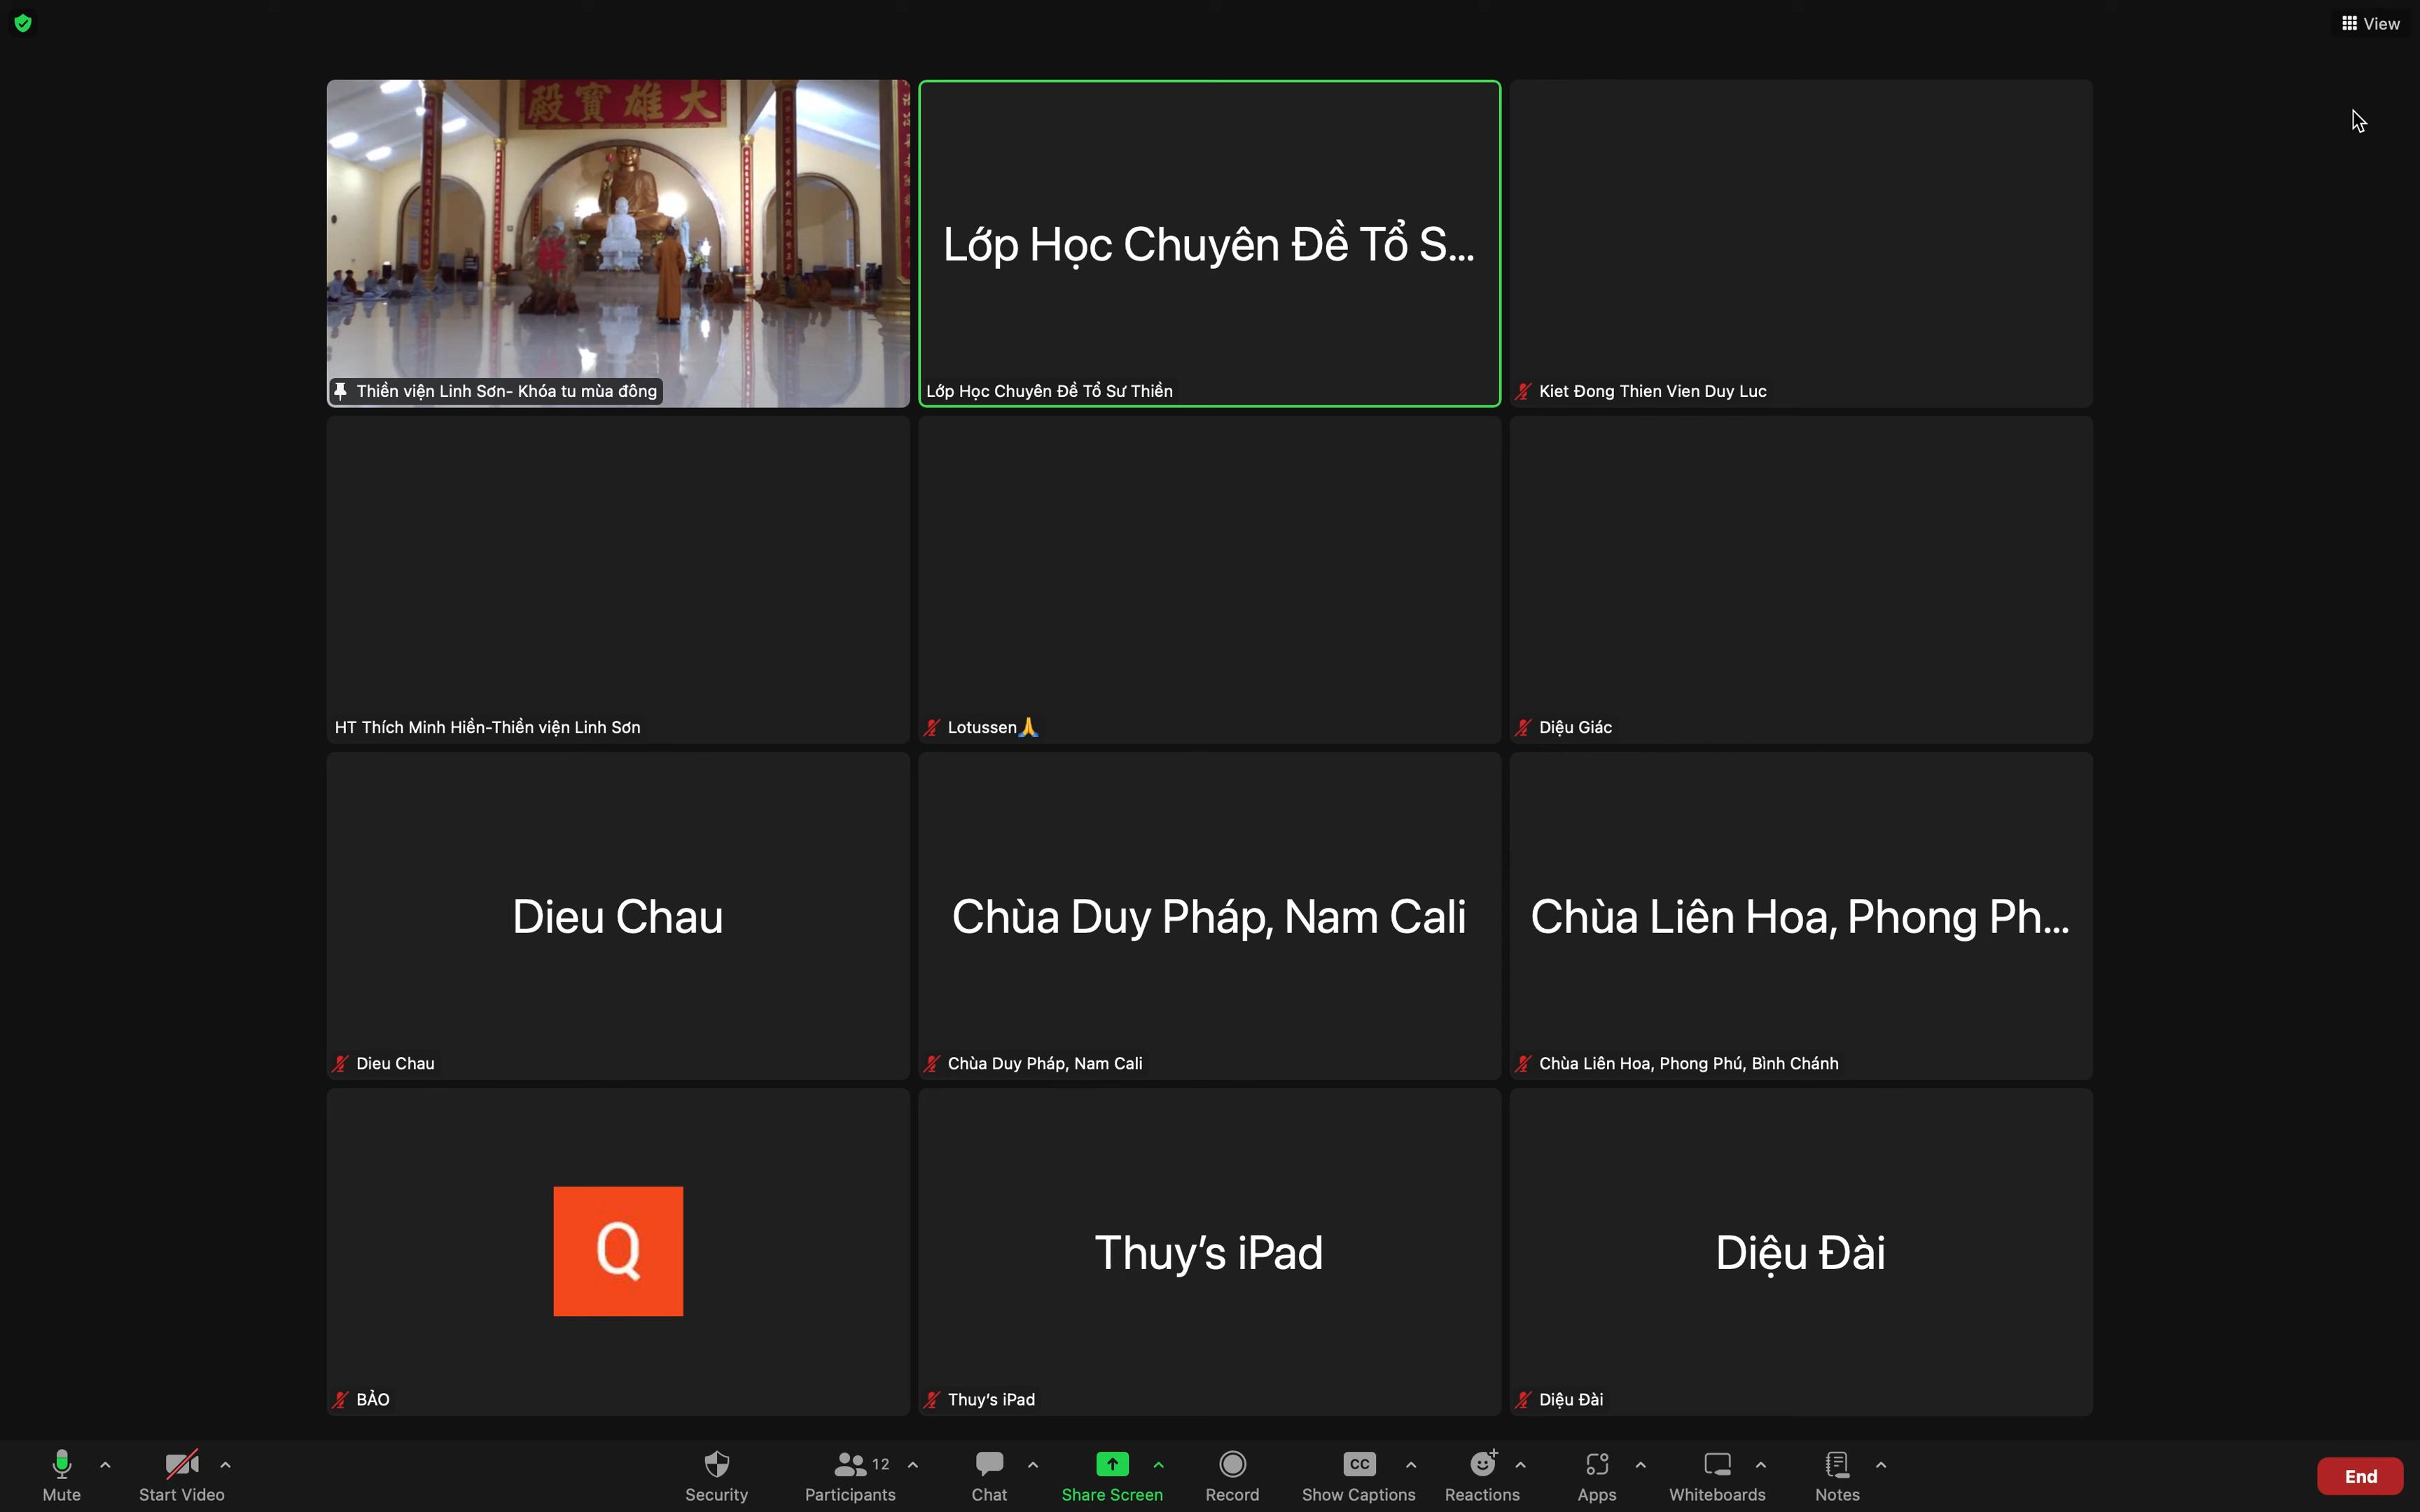 View
殿寶雄大
Thiền viện Linh Sơn- Khóa tu mùa đông
Lớp Học Chuyên Đề Tổ S...
Lớp Học Chuyên Đề Tổ Sư Thiền
Kiet Đong Thien Vien Duy Luc
HT Thích Minh Hiền-Thiền viện Linh Sơn
Lotussen🙏
Diệu Giác
Dieu Chau
Dieu Chau
Chùa Duy Pháp, Nam Cali
Chùa Duy Pháp, Nam Cali
Chùa Liên Hoa, Phong Ph...
Chùa Liên Hoa, Phong Phú, Bình Chánh
Q
BẢO
Thuy’s iPad
Thuy’s iPad
Diệu Đài
Diệu Đài
Mute
Start Video
Security
12
Participants
Chat
Share Screen
Record
CC
Show Captions
Reactions
Apps
Whiteboards
Notes
End